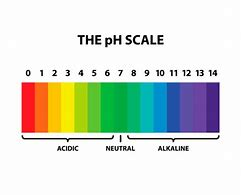 THE pH SCALE
0 1 2 3 4 5 6 7 8 9 10 11 12 13 14
ACIDIC NEUTRAL ALKALINE